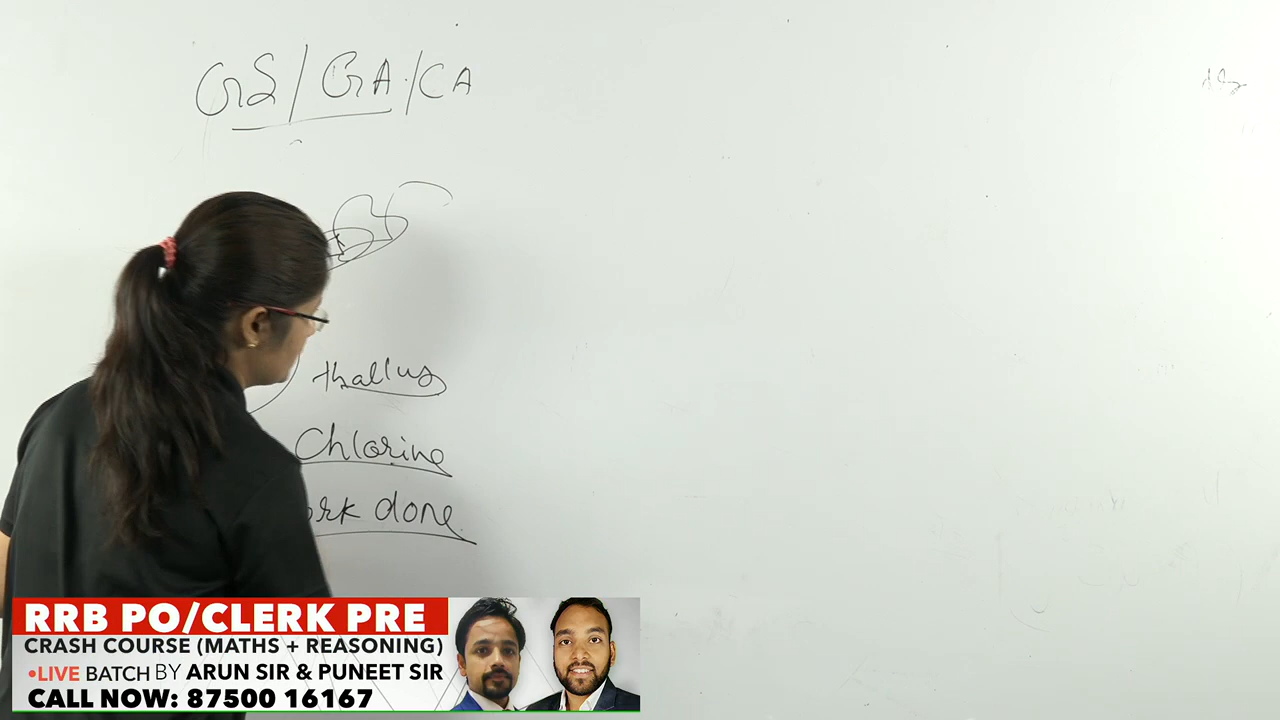 GS / GA / CA
thallus
Chlorine
ork done
RRB PO/CLERK PRE
CRASH COURSE (MATHS + REASONING)
•LIVE BATCH BY ARUN SIR & PUNEET SIR
CALL NOW: 87500 16167